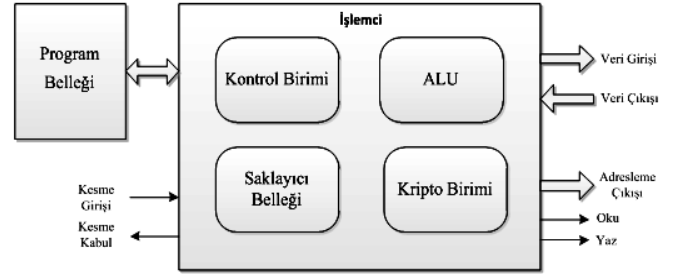 İşlemci
Program
Belleği
Kontrol Birimi
ALU
Veri Girişi
Veri Çıkışı
Saklayıcı
Belleği
Kripto Birimi
Kesme
Girişi
Kesme
Kabul
Adresleme
Çıkışı
Oku
Yaz